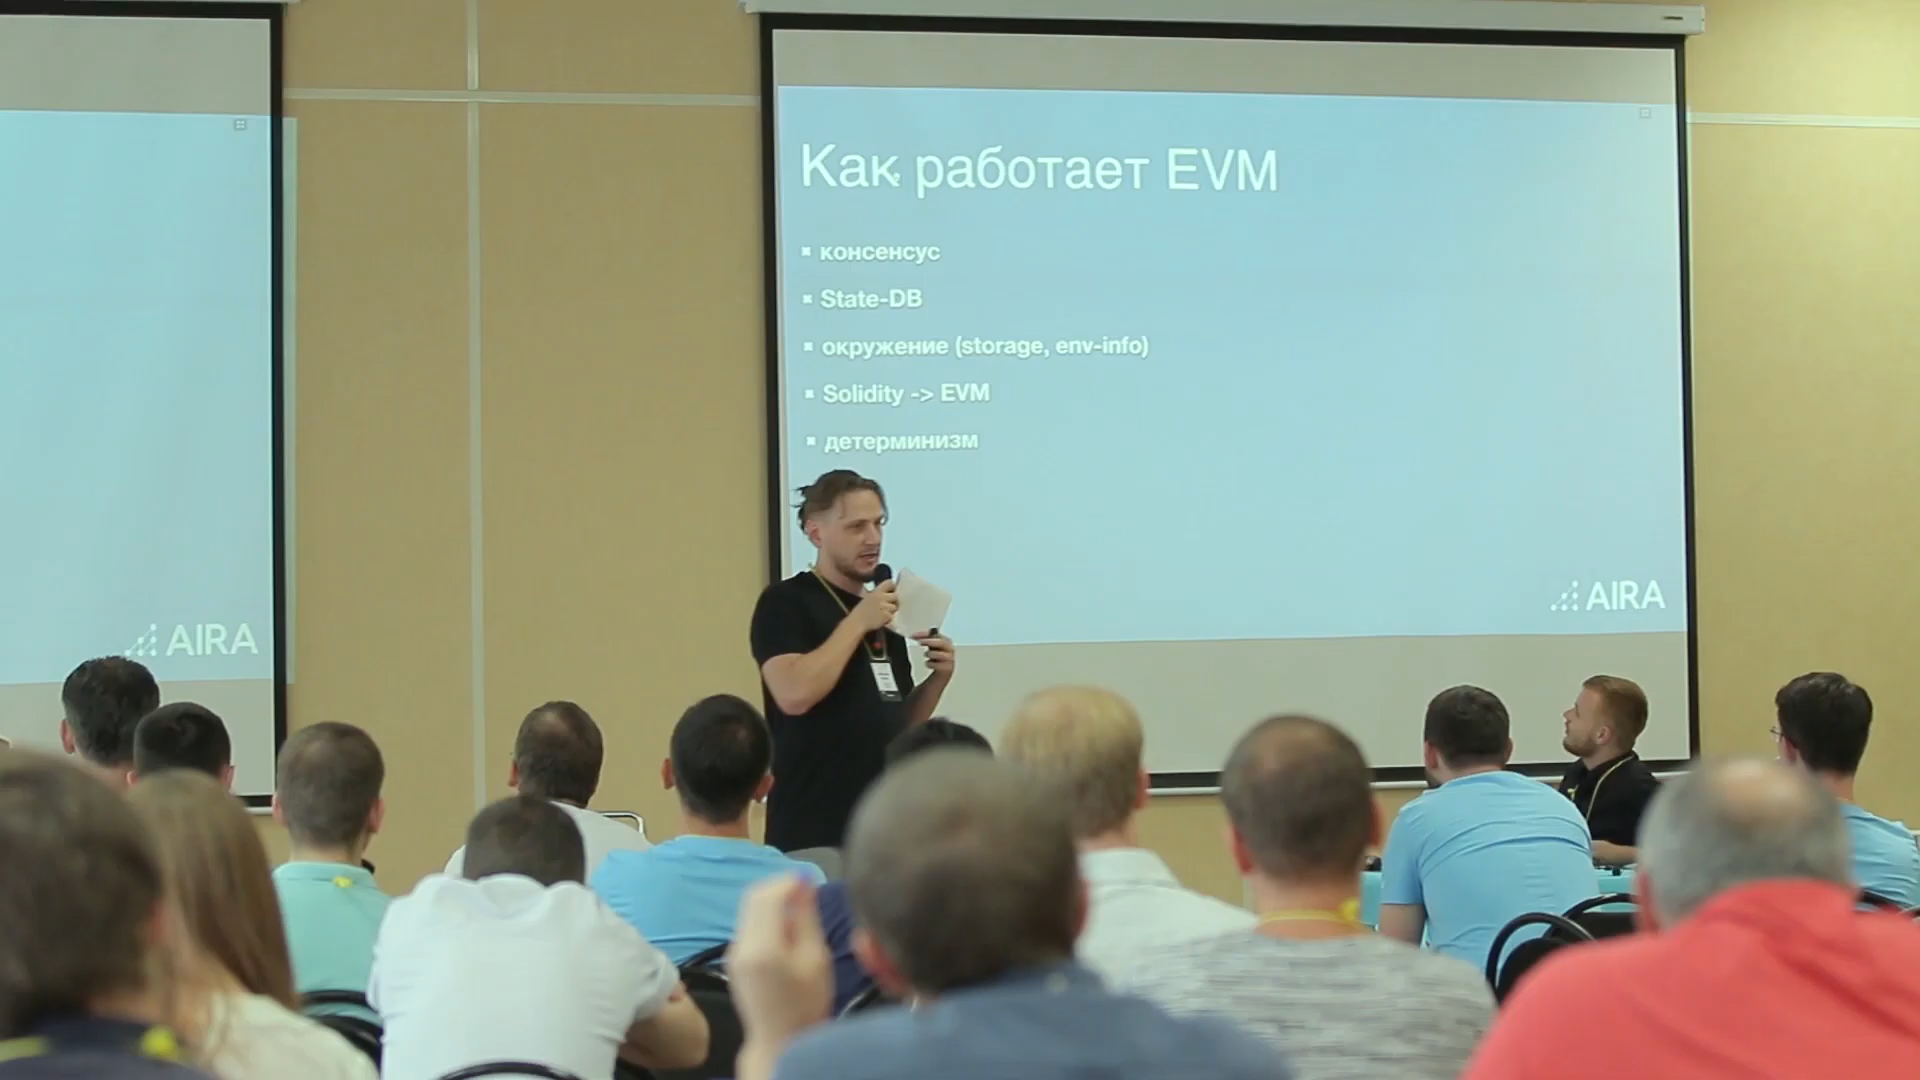 Как работает EVM
консенсус
State-DB
окружение (storage, env-info)
Solidity -> EVM
детерминизм
AIRA
AIRA